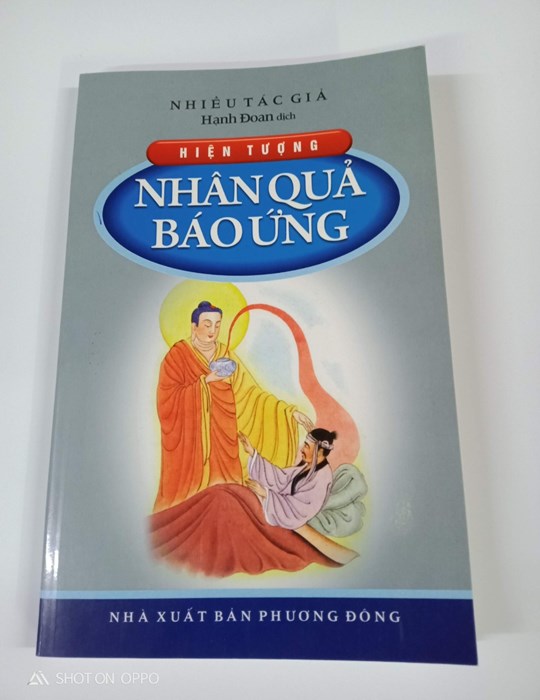 NHIỀU TÁC GIẢ
Hạnh Đoan dịch
HIỆN TƯỢNG
NHÂN QUẢ
BÁO ỨNG
NHÀ XUẤT BẢN PHƯƠNG ĐÔNG
SHOT ON OPPO